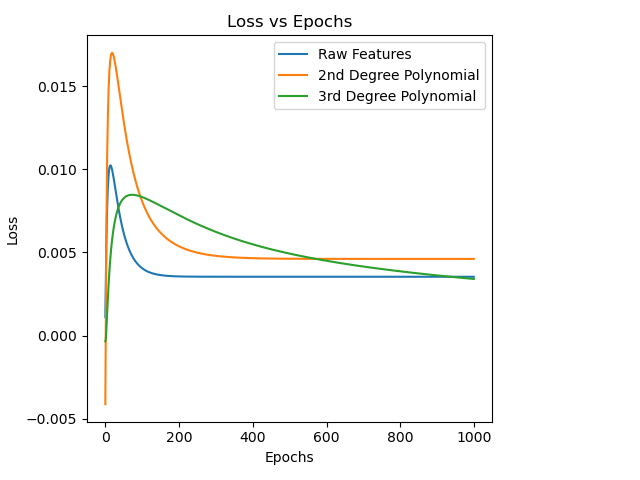 Loss vs Epochs
Raw Features
2nd Degree Polynomial
3rd Degree Polynomial
0.015
0.010
0.005
0.000
−0.005
Loss
0 200 400 600 800 1000
Epochs